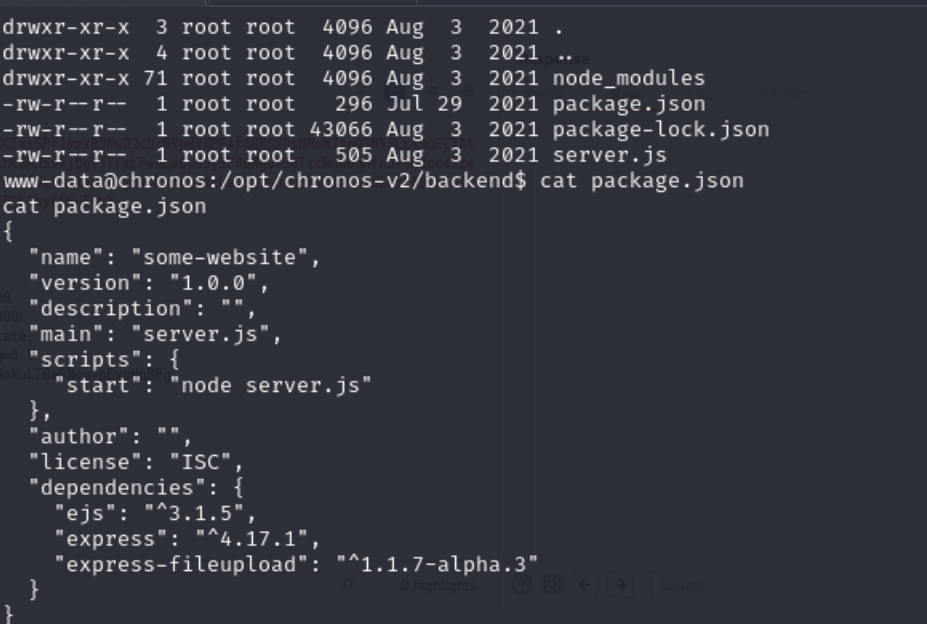 drwxr-xr-x  3 root root  4096 Aug  3  2021 .
drwxr-xr-x  4 root root  4096 Aug  3  2021 ..
drwxr-xr-x 71 root root  4096 Aug  3  2021 node_modules
-rw-r--r--  1 root root   296 Jul 29  2021 package.json
-rw-r--r--  1 root root 43066 Aug  3  2021 package-lock.json
-rw-r--r--  1 root root   505 Aug  3  2021 server.js
www-data@chronos:/opt/chronos-v2/backend$ cat package.json
cat package.json
{
  "name": "some-website",
  "version": "1.0.0",
  "description": "",
  "main": "server.js",
  "scripts": {
    "start": "node server.js"
  },
  "author": "",
  "license": "ISC",
  "dependencies": {
    "ejs": "^3.1.5",
    "express": "^4.17.1",
    "express-fileupload": "^1.1.7-alpha.3"
  }
}
0 highlights
Search